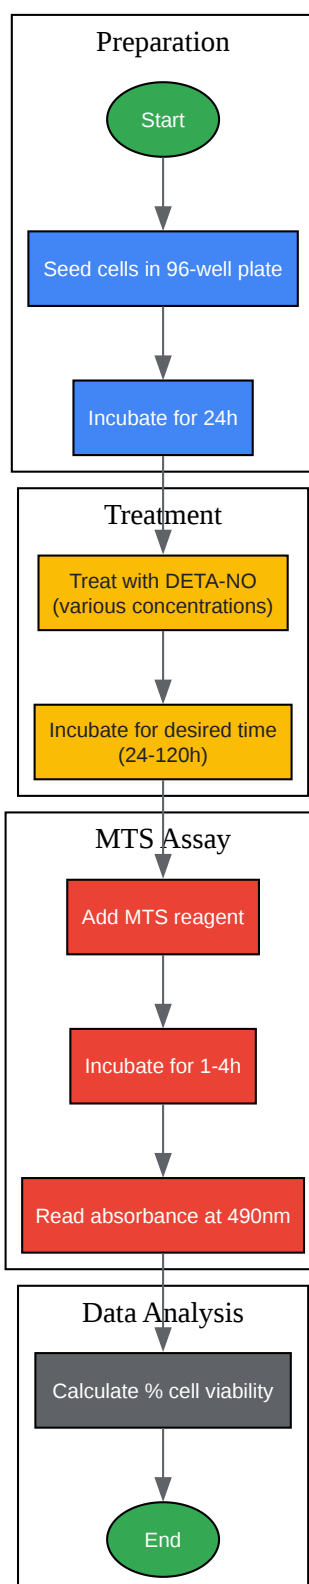 Preparation
Start
Seed cells in 96-well plate
Incubate for 24h
Treatment
Treat with DETA-NO
(various concentrations)
Incubate for desired time
(24-120h)
MTS Assay
Add MTS reagent
Incubate for 1-4h
Read absorbance at 490nm
Data Analysis
Calculate % cell viability
End